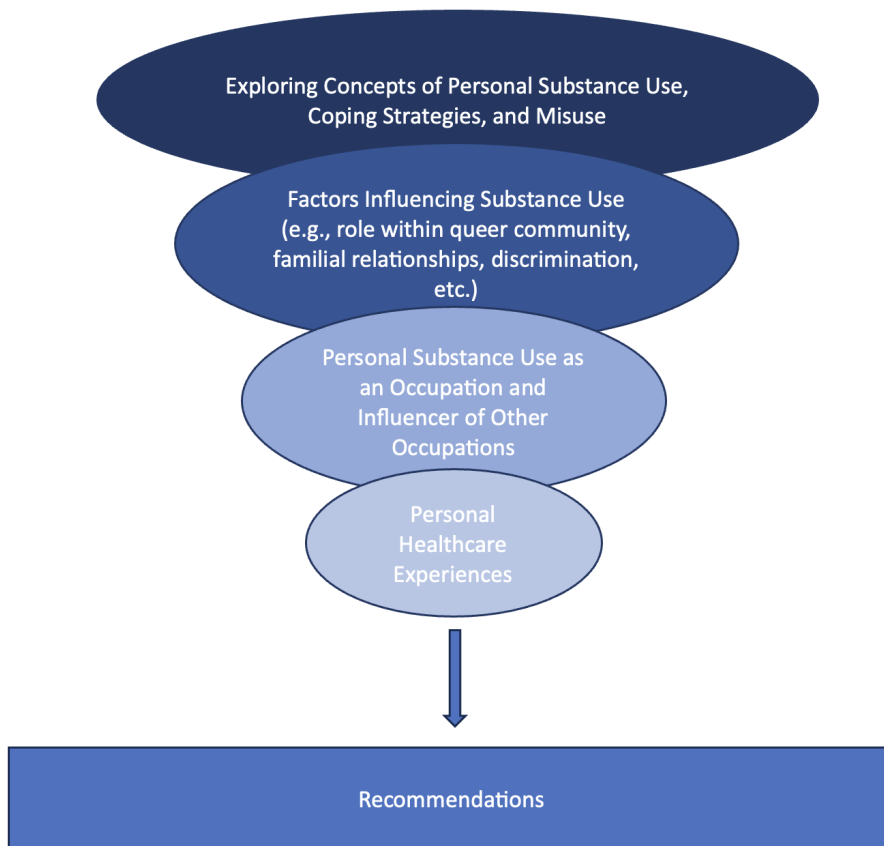 Exploring Concepts of Personal Substance Use,
Coping Strategies, and Misuse
Factors Influencing Substance Use
(e.g., role within queer community,
familial relationships, discrimination,
etc.)
Personal Substance Use as
an Occupation and
Influencer of Other
Occupations
Personal
Healthcare
Experiences
Recommendations